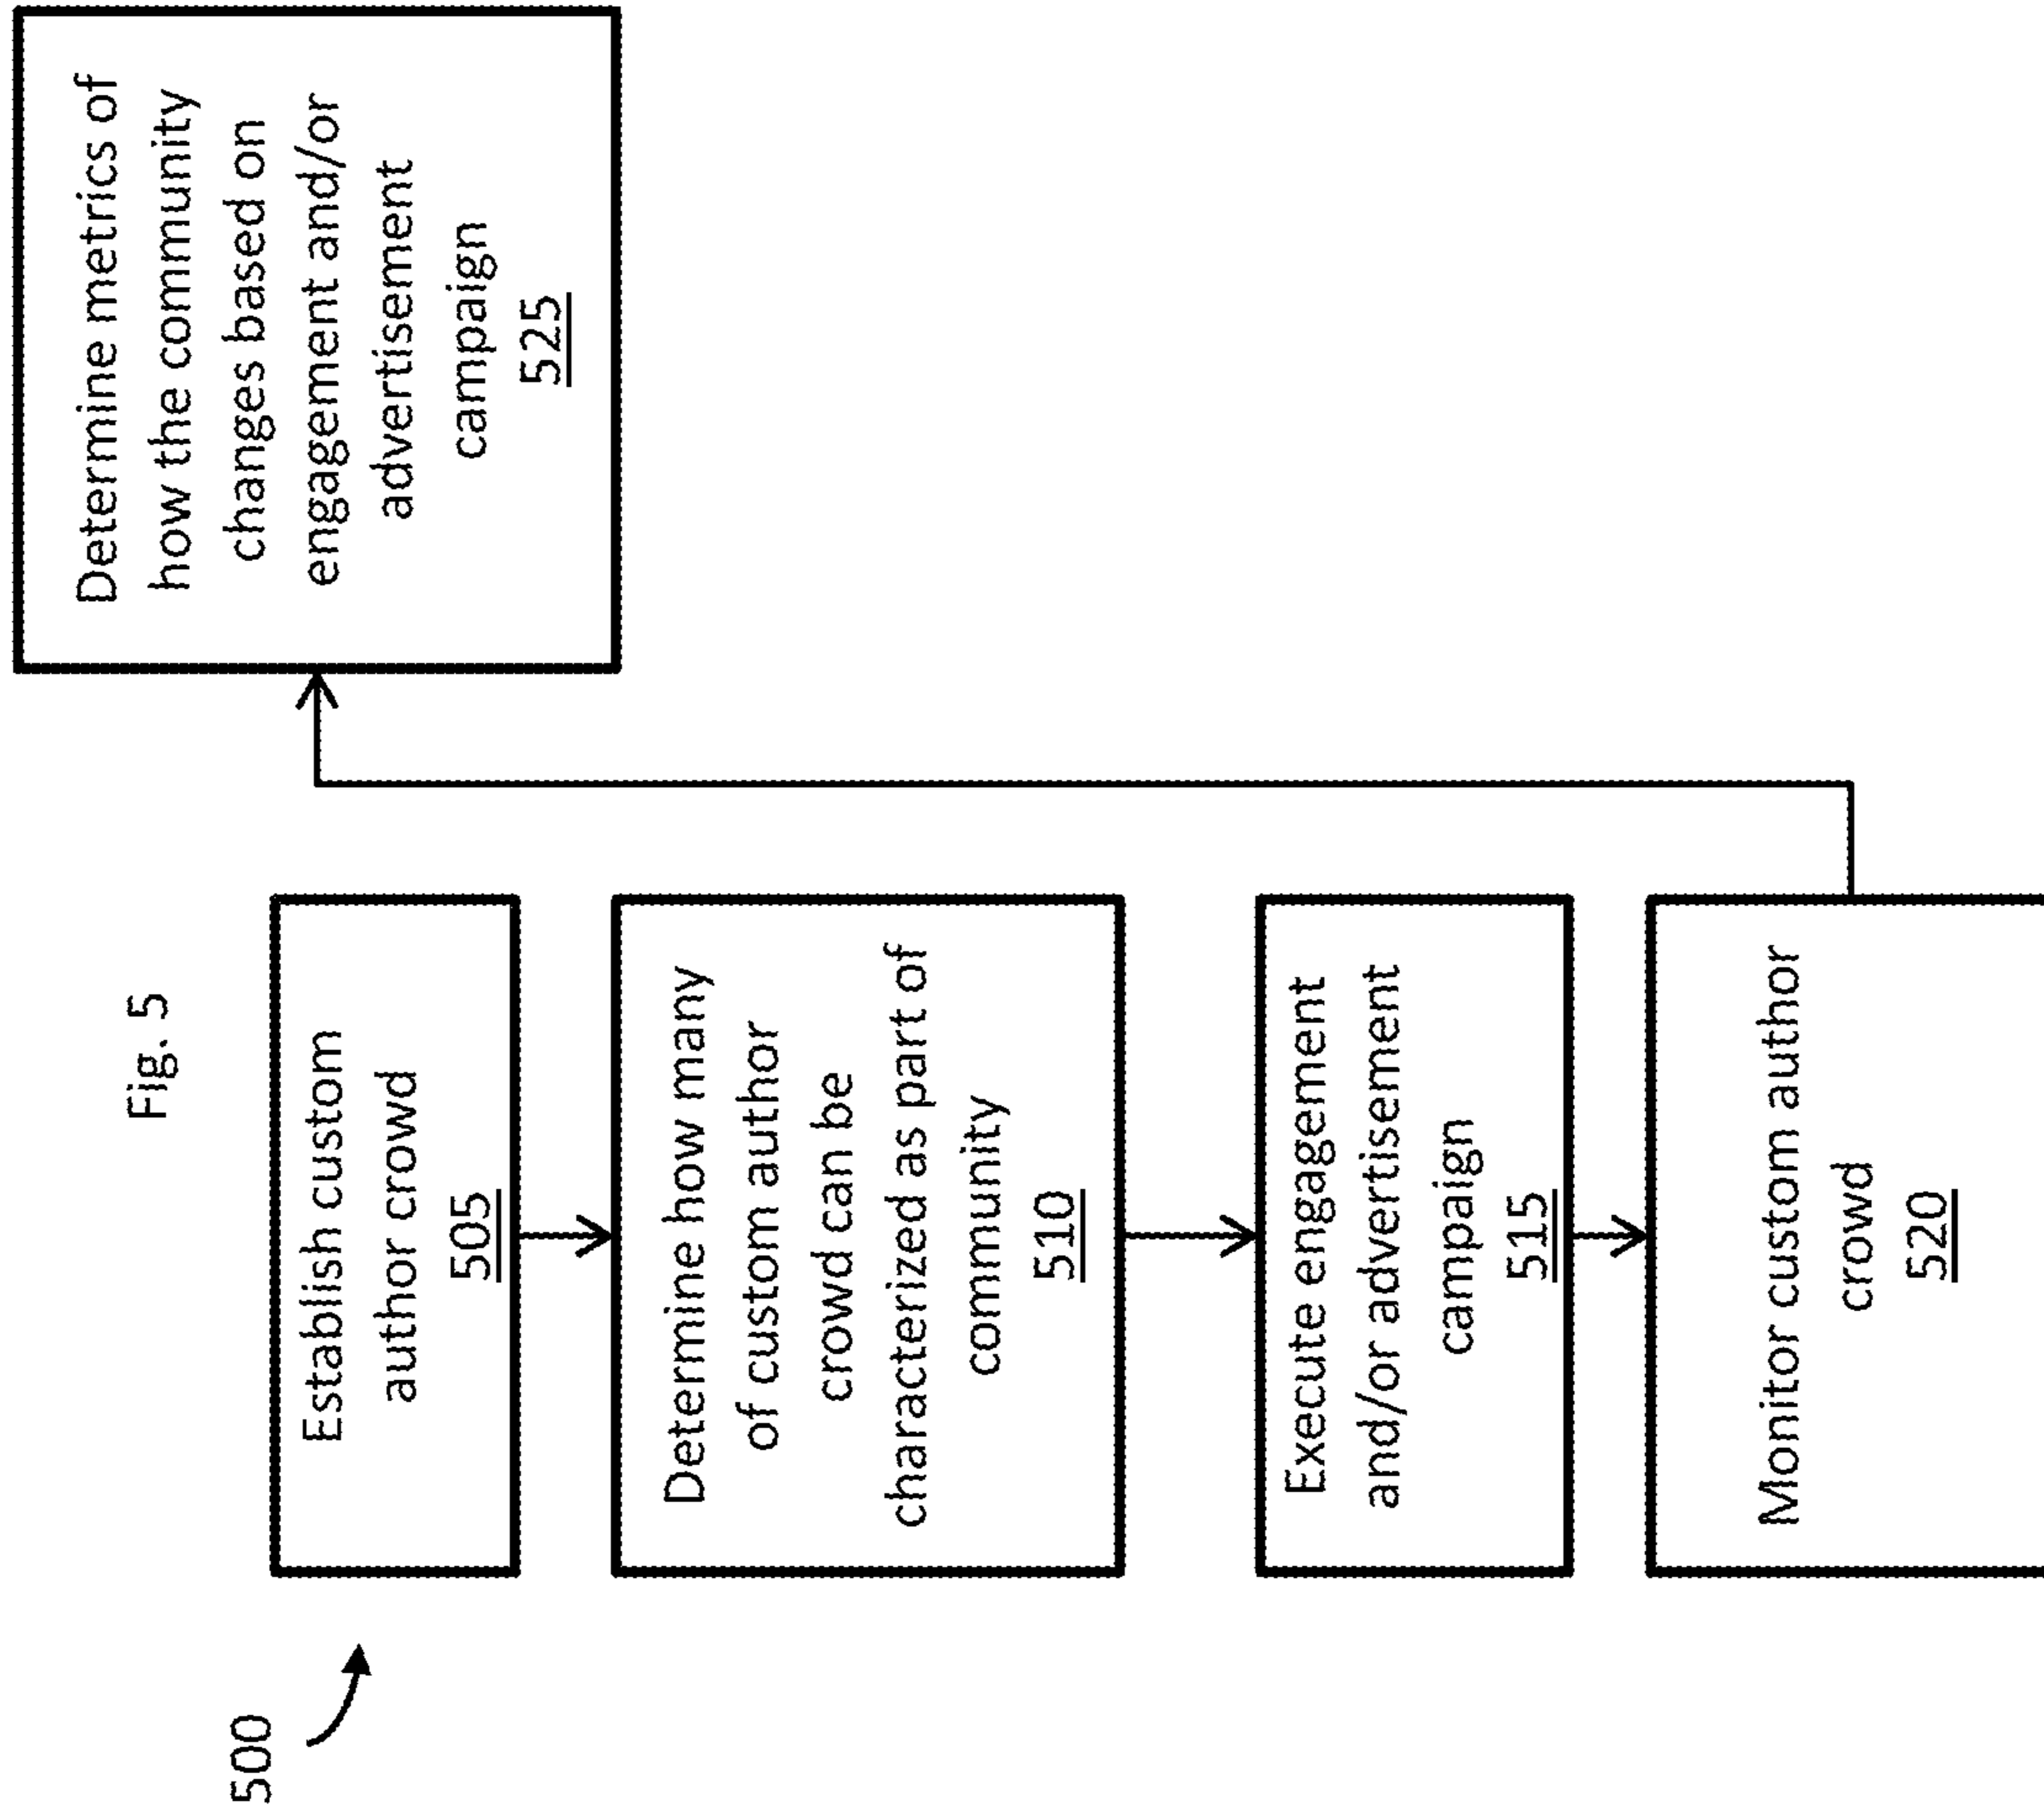 Fig. 5
500
Establish custom
author crowd
505
Determine how many
of custom author
crowd can be
characterized as part of
community
510
Execute engagement
and/or advertisement
campaign
515
Monitor custom author
crowd
520
Determine metrics of
how the community
changes based on
engagement and/or
advertisement
campaign
525